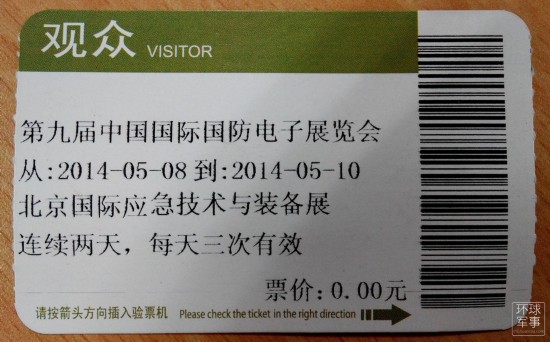 观众 VISITOR
第九届中国国际国防电子展览会
从:2014-05-08 到:2014-05-10
北京国际应急技术与装备展
连续两天，每天三次有效
票价: 0.00元
请按箭头方向插入验票机 Please check the ticket in the right direction
环球
军事